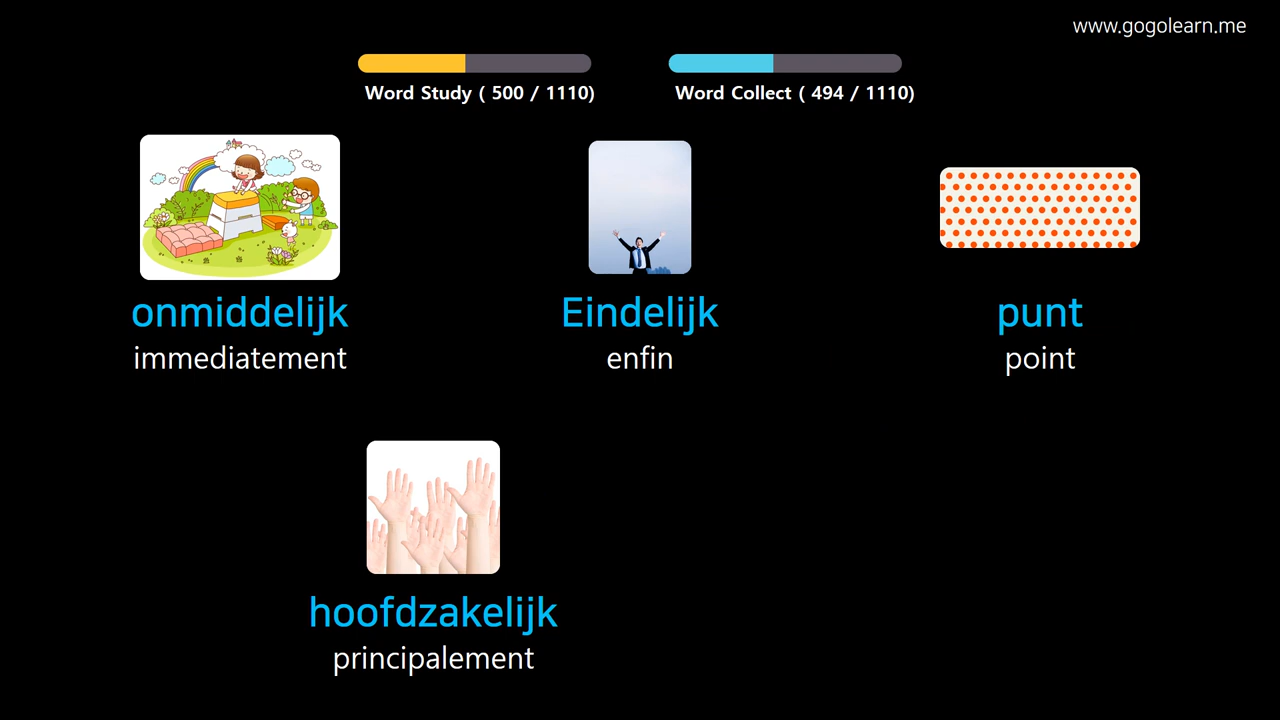 www.gogolearn.me
Word Study ( 500 / 1110)
Word Collect ( 494 / 1110)
onmiddelijk
immediatement
Eindelijk
enfin
punt
point
hoofdzakelijk
principalement